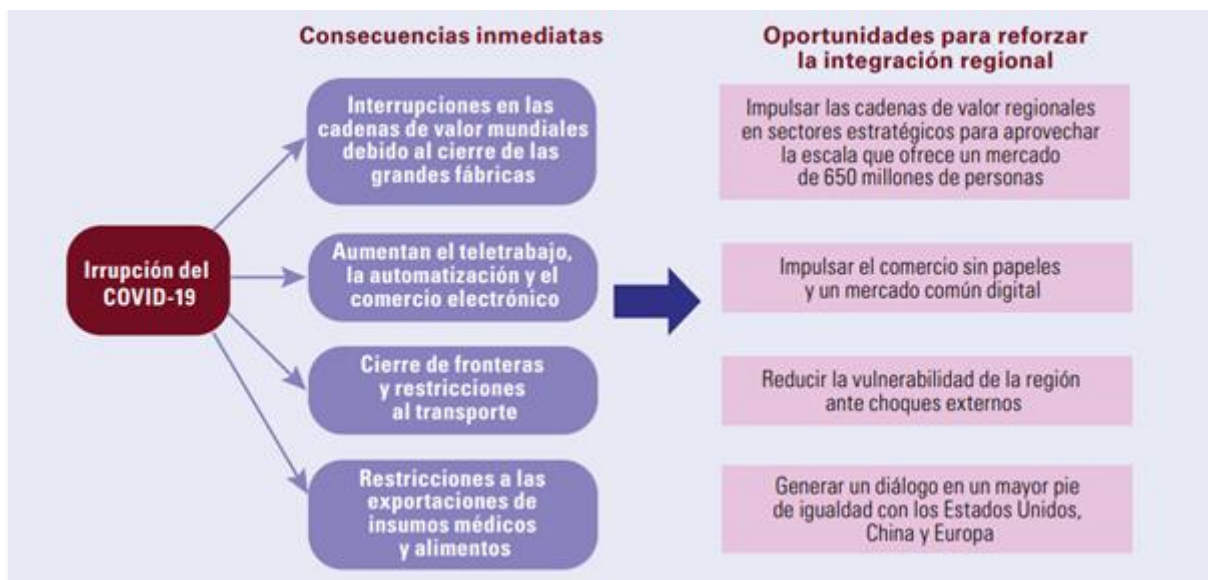 Consecuencias inmediatas
Oportunidades para reforzar
la integración regional
Irrupción del
COVID-19
Interrupciones en las
cadenas de valor mundiales
debido al cierre de las
grandes fábricas
Impulsar las cadenas de valor regionales
en sectores estratégicos para aprovechar
la escala que ofrece un mercado
de 650 millones de personas
Aumentan el teletrabajo,
la automatización y el
comercio electrónico
Impulsar el comercio sin papeles
y un mercado común digital
Cierre de fronteras
y restricciones
al transporte
Reducir la vulnerabilidad de la región
ante choques externos
Restricciones a las
exportaciones de
insumos médicos
y alimentos
Generar un diálogo en un mayor pie
de igualdad con los Estados Unidos,
China y Europa